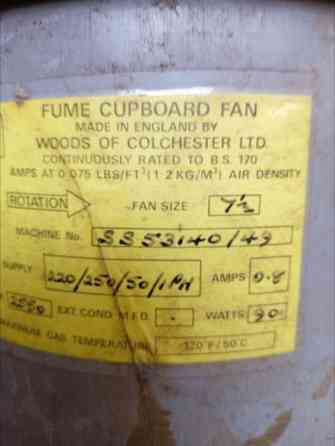 FUME CUPBOARD FAN
MADE IN ENGLAND BY
WOODS OF COLCHESTER LTD.
CONTINUOUSLY RATED TO B.S. 170
AMPS AT 0.075 LBS/FT³ (1·2 KG/M³) AIR DENSITY
ROTATION FAN SIZE 7½
MACHINE No. SS53140/49
SUPPLY 220/250/50/1PH AMPS 0.8
EXT. COND. M.F.D. - WATTS 90
MAXIMUM GAS TEMPERATURE 120°F/50°C